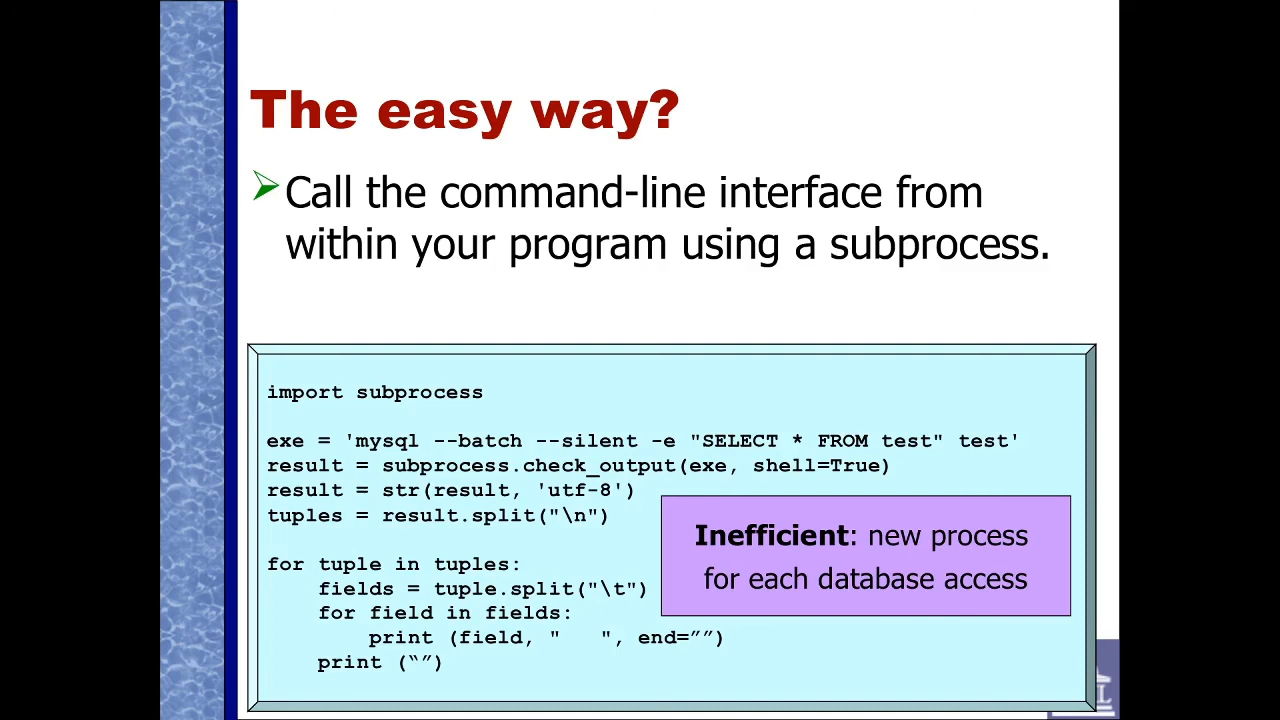 The easy way?
Call the command-line interface from
within your program using a subprocess.
import subprocess
exe = 'mysql --batch --silent -e "SELECT * FROM test" test'
result = subprocess.check_output(exe, shell=True)
result = str(result, 'utf-8')
tuples = result.split("\n")
Inefficient: new process
for each database access
for tuple in tuples:
    fields = tuple.split("\t")
    for field in fields:
        print (field, "   ", end=””)
    print (“”)